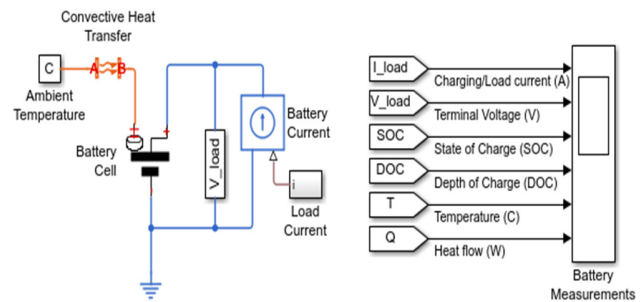 Convective Heat
Transfer
C
A
B
Ambient
Temperature
Battery
Cell
V_load
Battery
Current
i
Load
Current
I_load
Charging/Load current (A)
V_load
Terminal Voltage (V)
SOC
State of Charge (SOC)
DOC
Depth of Charge (DOC)
T
Temperature (C)
Q
Heat flow (W)
Battery
Measurements